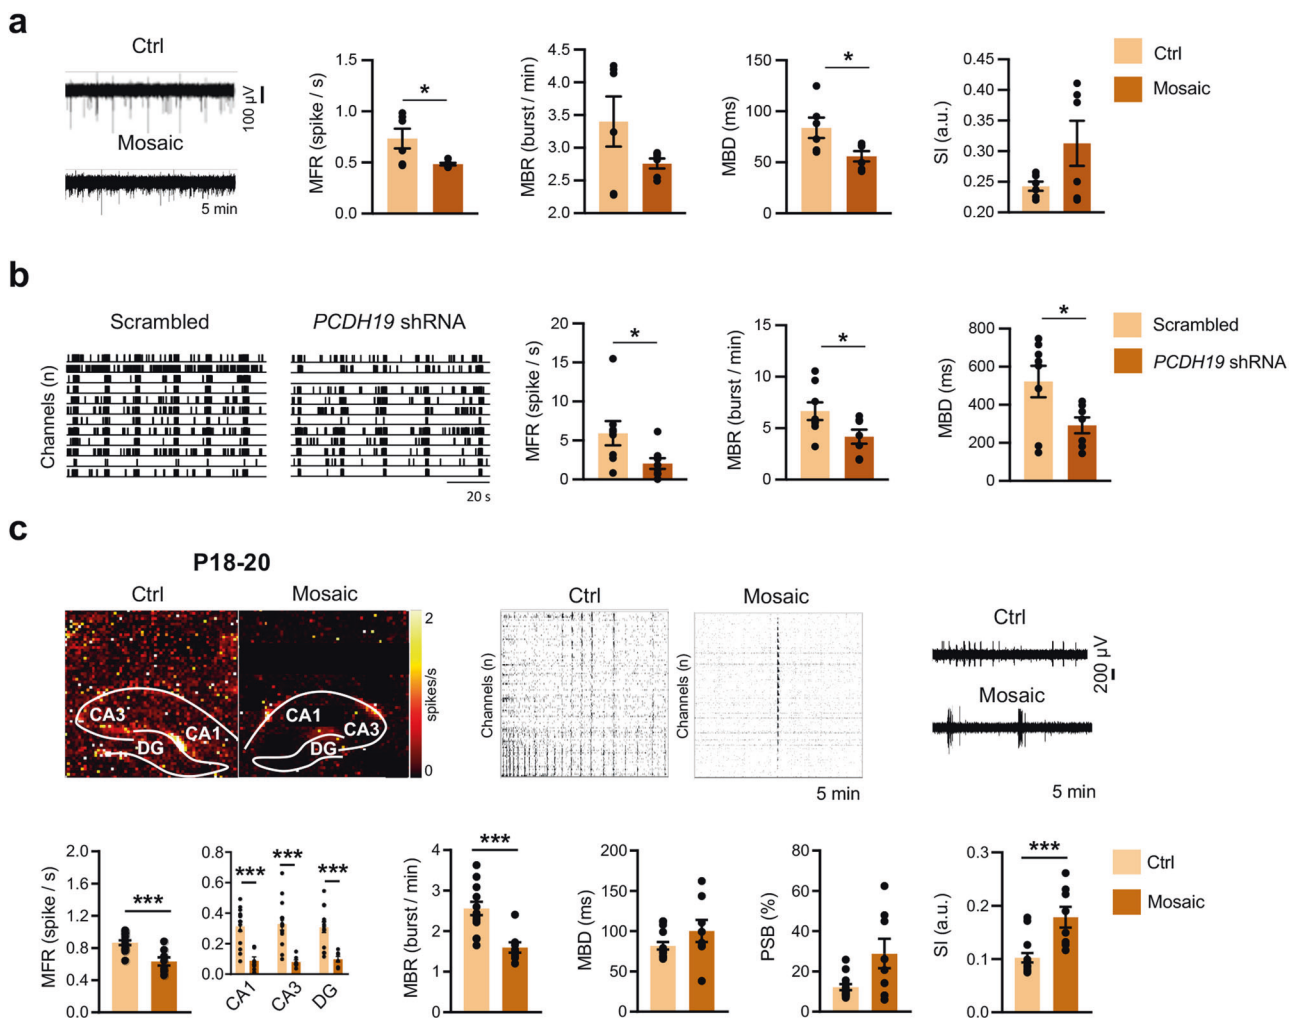 a
Ctrl
100 µV
Mosaic
5 min
MFR (spike / s)
1.5
1.0
0.5
0.0
*
MBR (burst / min)
4.5
4.0
3.5
3.0
2.5
2.0
MBD (ms)
150
100
50
0
*
SI (a.u.)
0.45
0.40
0.35
0.30
0.25
0.20
Ctrl
Mosaic
b
Scrambled
PCDH19 shRNA
Channels (n)
20 s
MFR (spike / s)
20
15
10
5
0
*
MBR (burst / min)
15
10
5
0
*
MBD (ms)
800
600
400
200
0
*
Scrambled
PCDH19 shRNA
c
P18-20
Ctrl
Mosaic
CA3
CA1
DG
CA1
CA3
DG
2
spikes/s
0
Ctrl
Mosaic
Channels (n)
Channels (n)
5 min
Ctrl
200 µV
Mosaic
5 min
MFR (spike / s)
2.0
1.6
1.2
0.8
0.4
0.0
***
0.8
0.6
0.4
0.2
0.0
***
***
***
CA1
CA3
DG
MBR (burst / min)
4
3
2
1
0
***
MBD (ms)
200
150
100
50
0
PSB (%)
80
60
40
20
0
SI (a.u.)
0.3
0.2
0.1
0.0
***
Ctrl
Mosaic